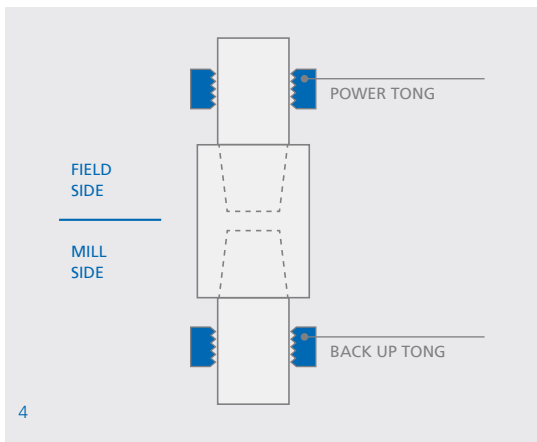 POWER TONG
FIELD
SIDE
MILL
SIDE
BACK UP TONG
4